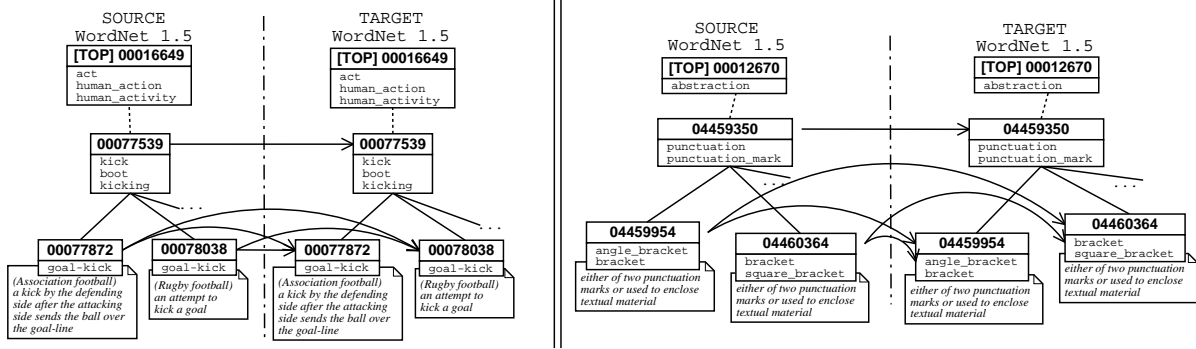 SOURCE
WordNet 1.5
[TOP] 00016649
act
human_action
human_activity
00077539
kick
boot
kicking
...
00077872
goal-kick
(Association football)
a kick by the defending
side after the attacking
side sends the ball over
the goal-line
00078038
goal-kick
(Rugby football)
an attempt to
kick a goal
TARGET
WordNet 1.5
[TOP] 00016649
act
human_action
human_activity
00077539
kick
boot
kicking
...
00077872
goal-kick
(Association football)
a kick by the defending
side after the attacking
side sends the ball over
the goal-line
00078038
goal-kick
(Rugby football)
an attempt to
kick a goal
SOURCE
WordNet 1.5
[TOP] 00012670
abstraction
04459350
punctuation
punctuation_mark
...
04459954
angle_bracket
bracket
either of two punctuation
marks or used to enclose
textual material
04460364
bracket
square_bracket
either of two punctuation
marks or used to enclose
textual material
TARGET
WordNet 1.5
[TOP] 00012670
abstraction
04459350
punctuation
punctuation_mark
...
04459954
angle_bracket
bracket
either of two punctuation
marks or used to enclose
textual material
04460364
bracket
square_bracket
either of two punctuation
marks or used to enclose
textual material